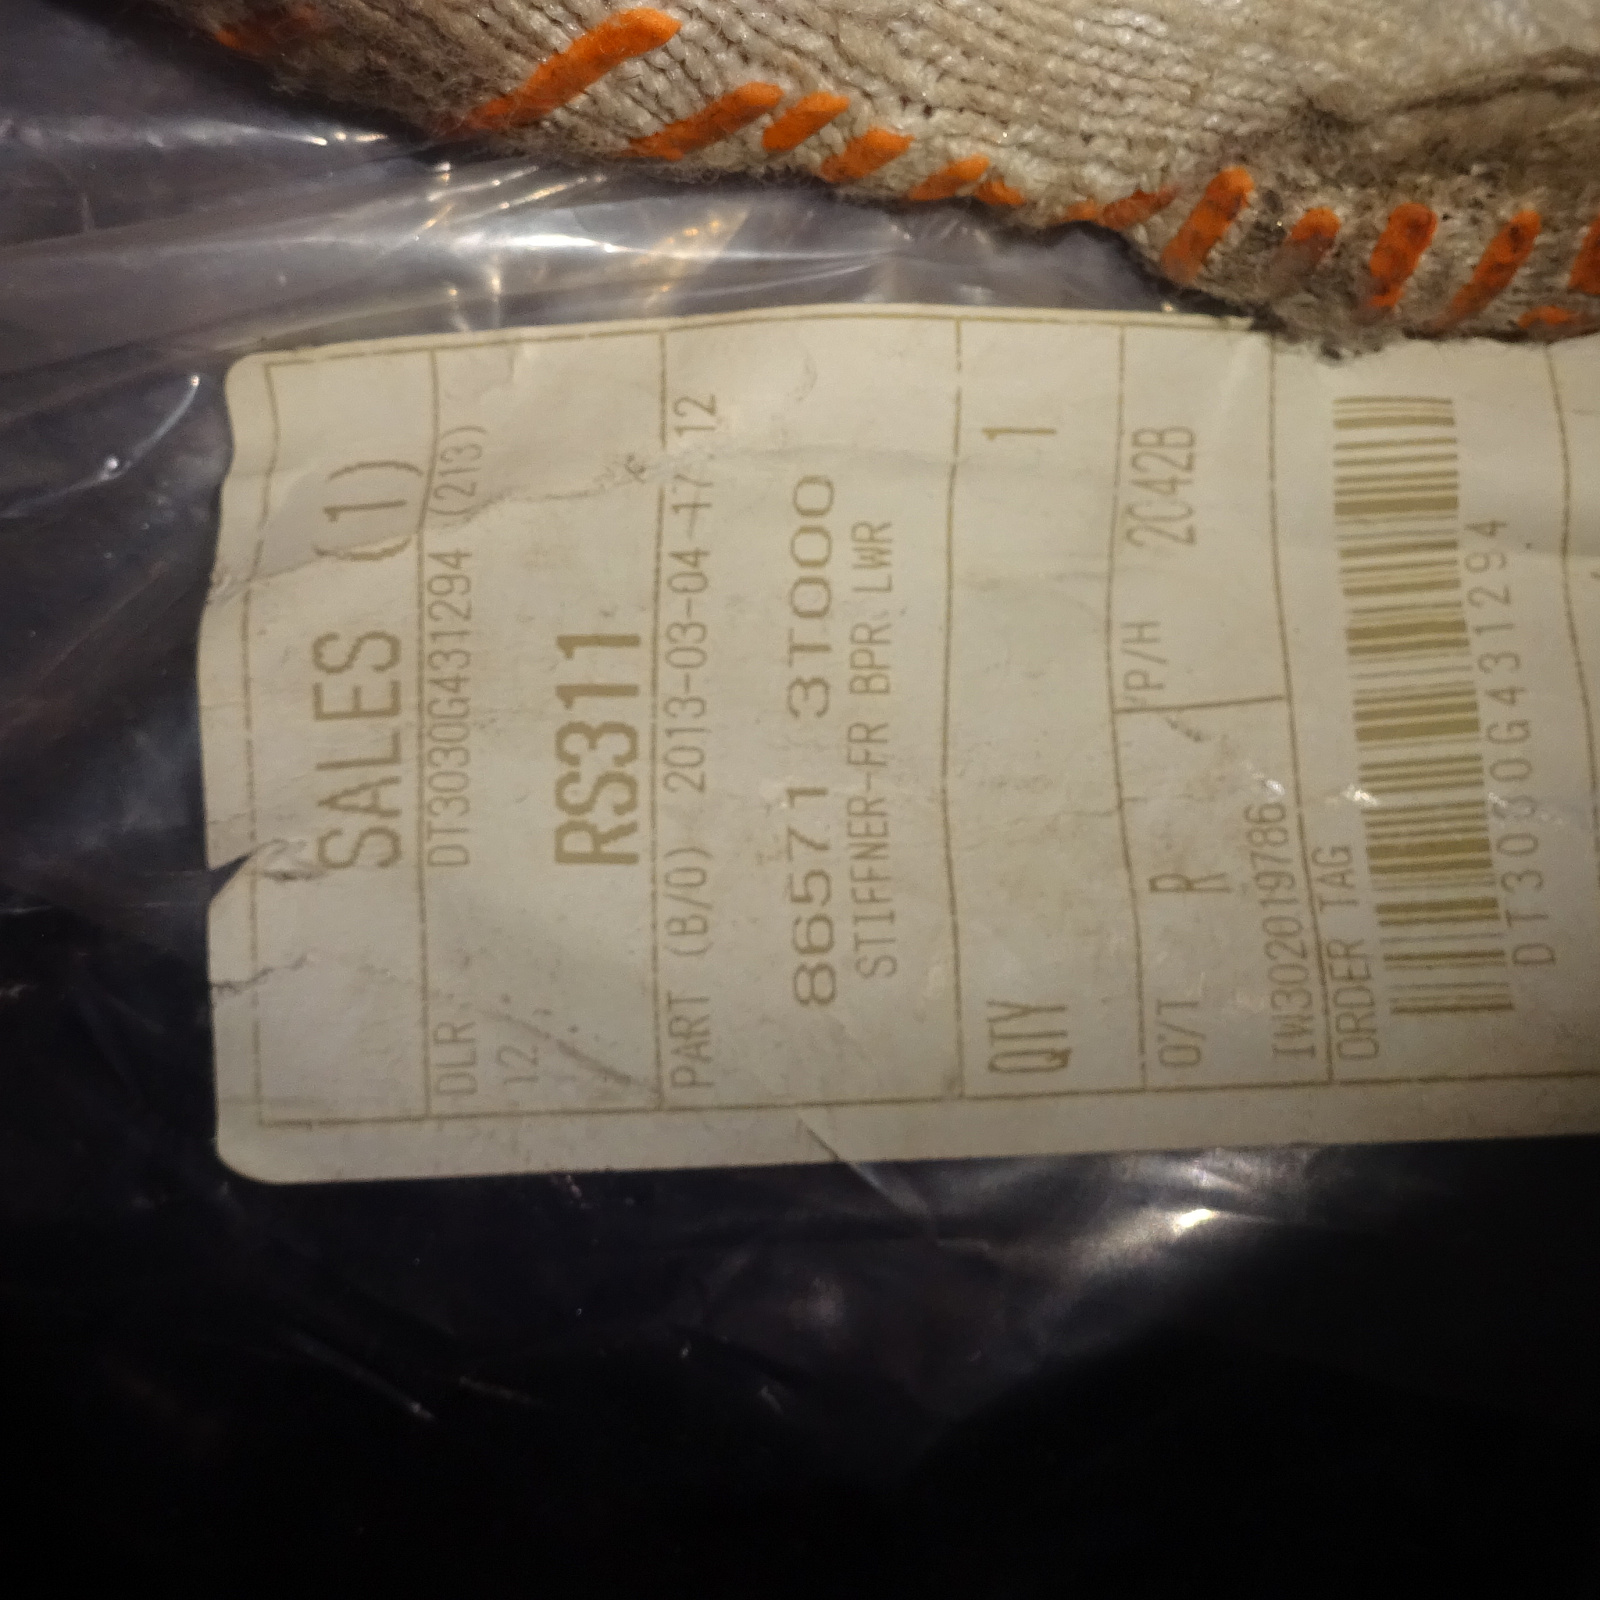 SALES (1)
DLR DT3030G431294 (213)
12
RS311
PART (B/O) 2013-03-04-17 12
86571 3T000
STIFFNER-FR BPR.LWR
QTY 1
O/T R P/H 2C42B
IW302019786
ORDER TAG
DT3030G431294